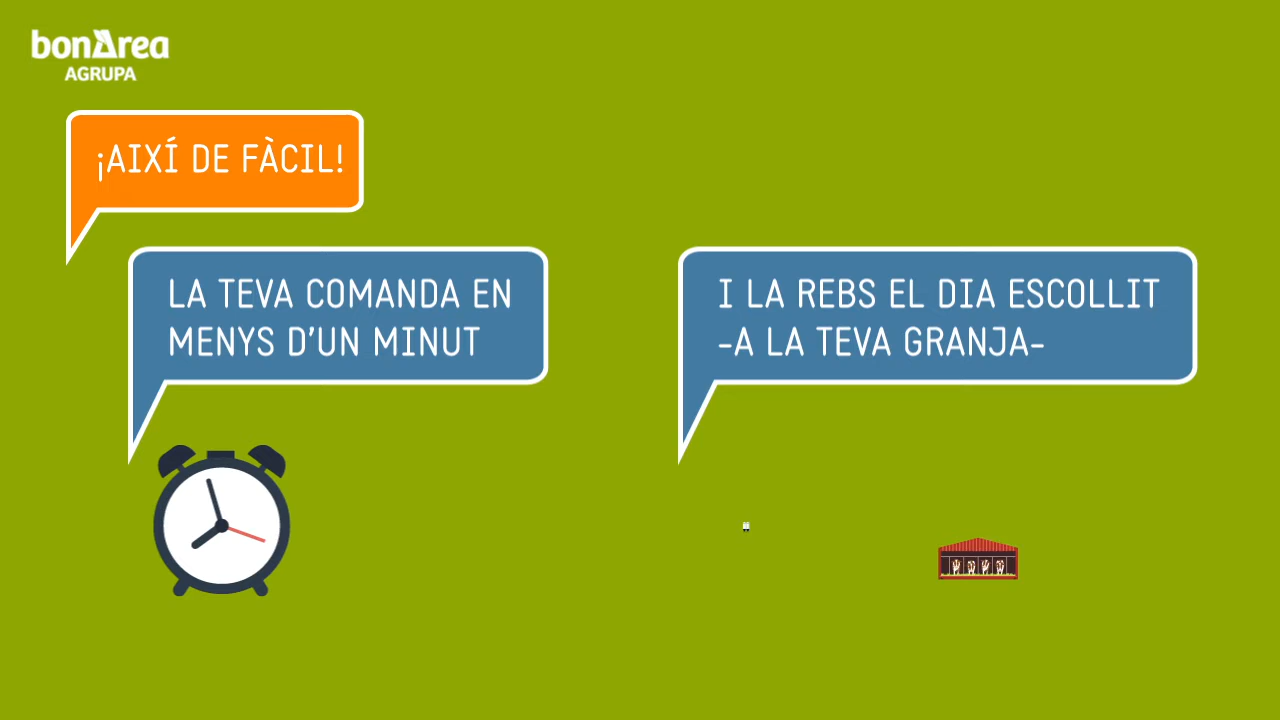 bonArea
AGRUPA
¡AIXÍ DE FÀCIL!
LA TEVA COMANDA EN
MENYS D'UN MINUT
I LA REBS EL DIA ESCOLLIT
-A LA TEVA GRANJA-